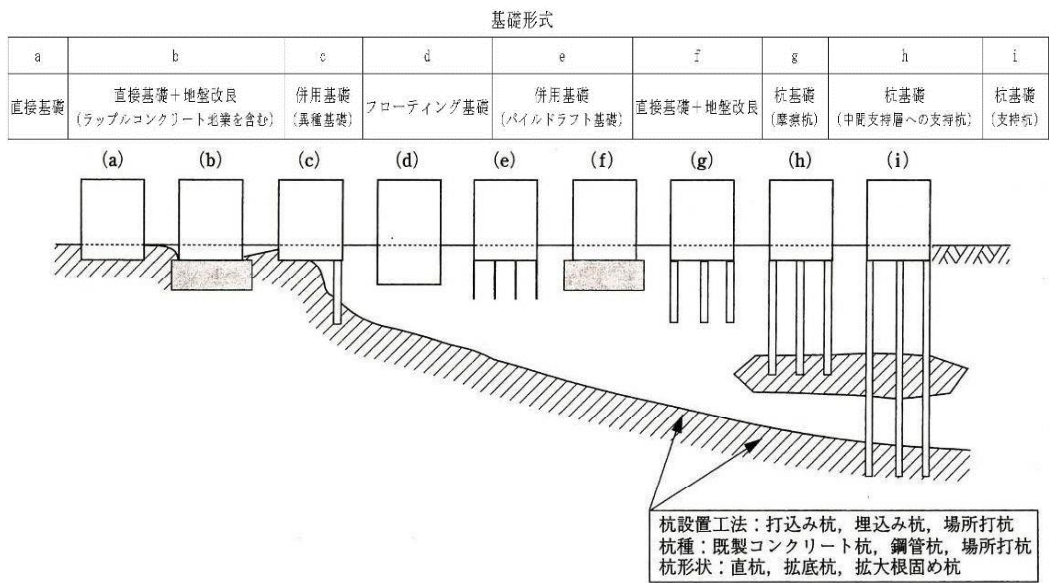 基礎形式
a b c d e f g h i
直接基礎 直接基礎＋地盤改良 併用基礎 フローティング基礎 併用基礎 直接基礎＋地盤改良 杭基礎 杭基礎 杭基礎
(ラップルコンクリート地業を含む) (異種基礎) (パイルドラフト基礎) (摩擦杭) (中間支持層への支持杭) (支持杭)
(a) (b) (c) (d) (e) (f) (g) (h) (i)
杭設置工法：打込み杭，埋込み杭，場所打杭
杭種：既製コンクリート杭，鋼管杭，場所打杭
杭形状：直杭，拡底杭，拡大根固め杭